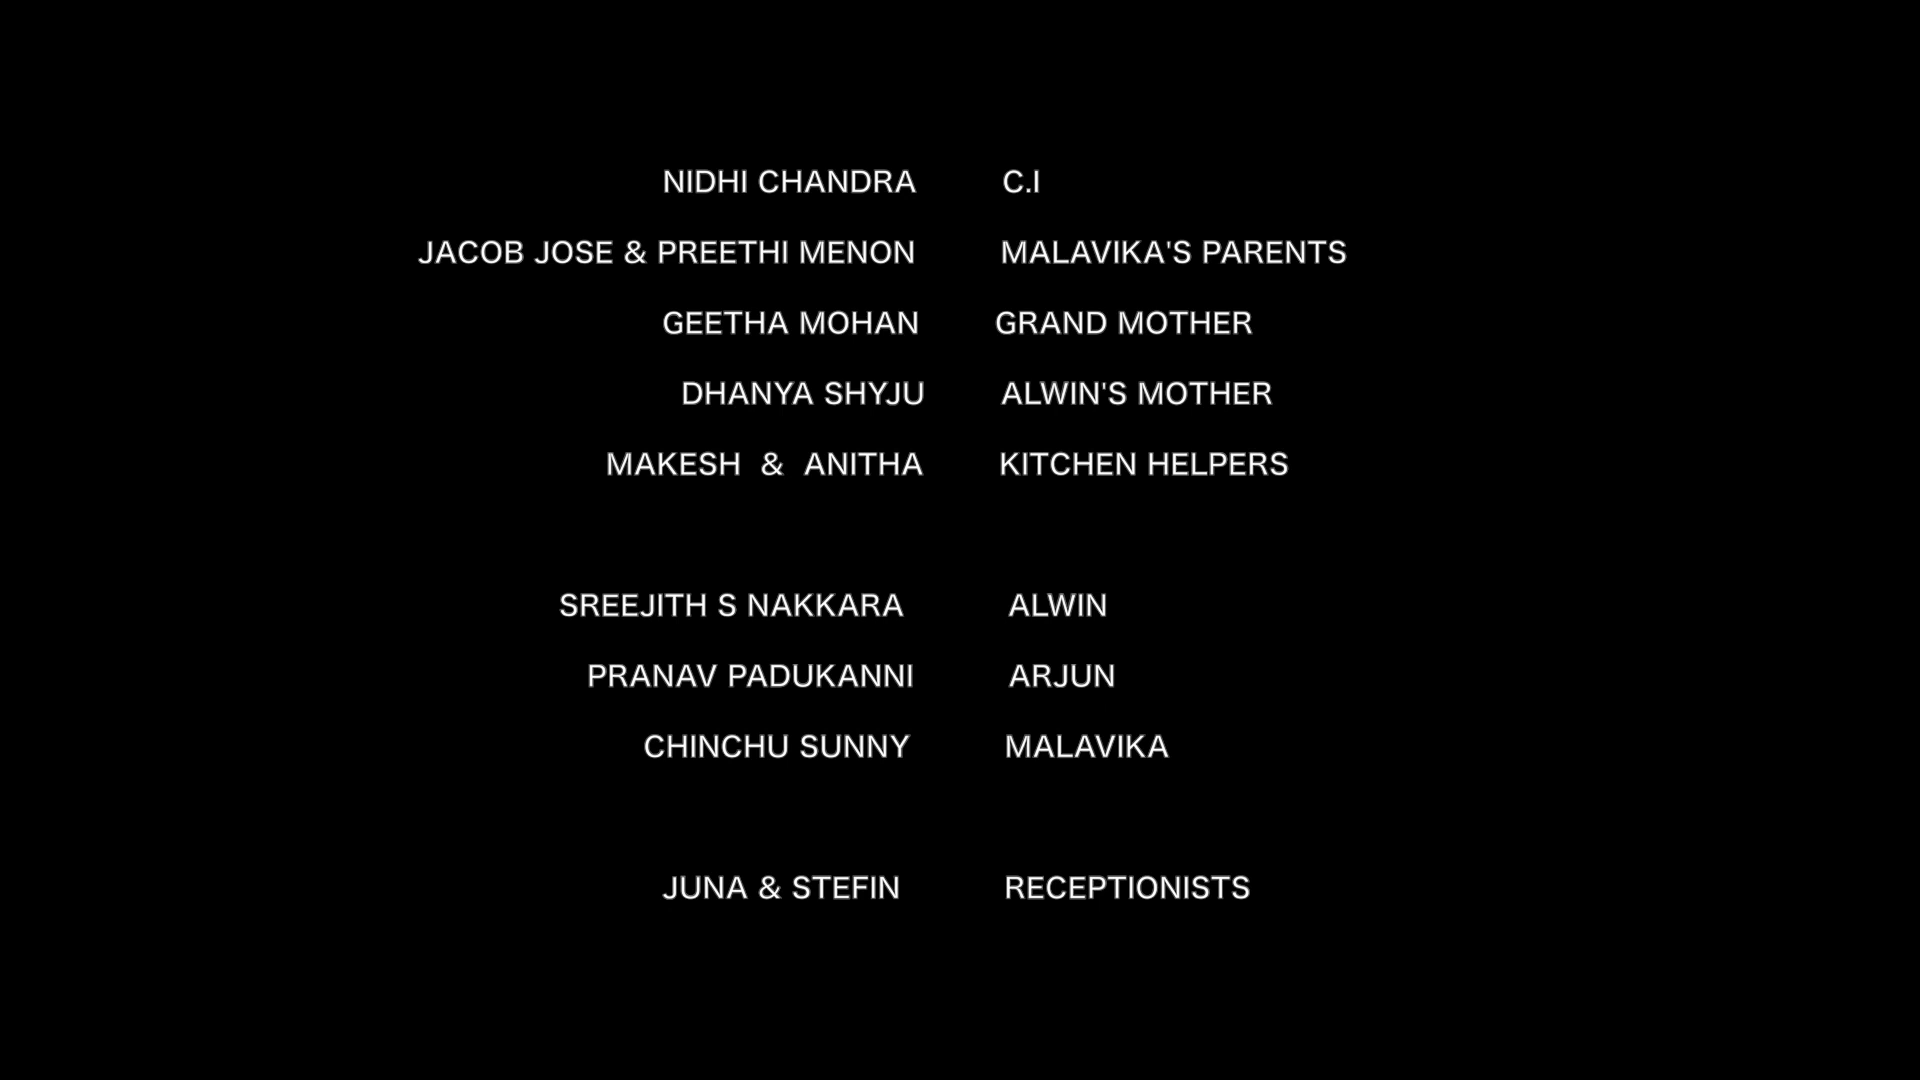 NIDHI CHANDRA C.I
JACOB JOSE & PREETHI MENON MALAVIKA'S PARENTS
GEETHA MOHAN GRAND MOTHER
DHANYA SHYJU ALWIN'S MOTHER
MAKESH & ANITHA KITCHEN HELPERS
SREEJITH S NAKKARA ALWIN
PRANAV PADUKANNI ARJUN
CHINCHU SUNNY MALAVIKA
JUNA & STEFIN RECEPTIONISTS